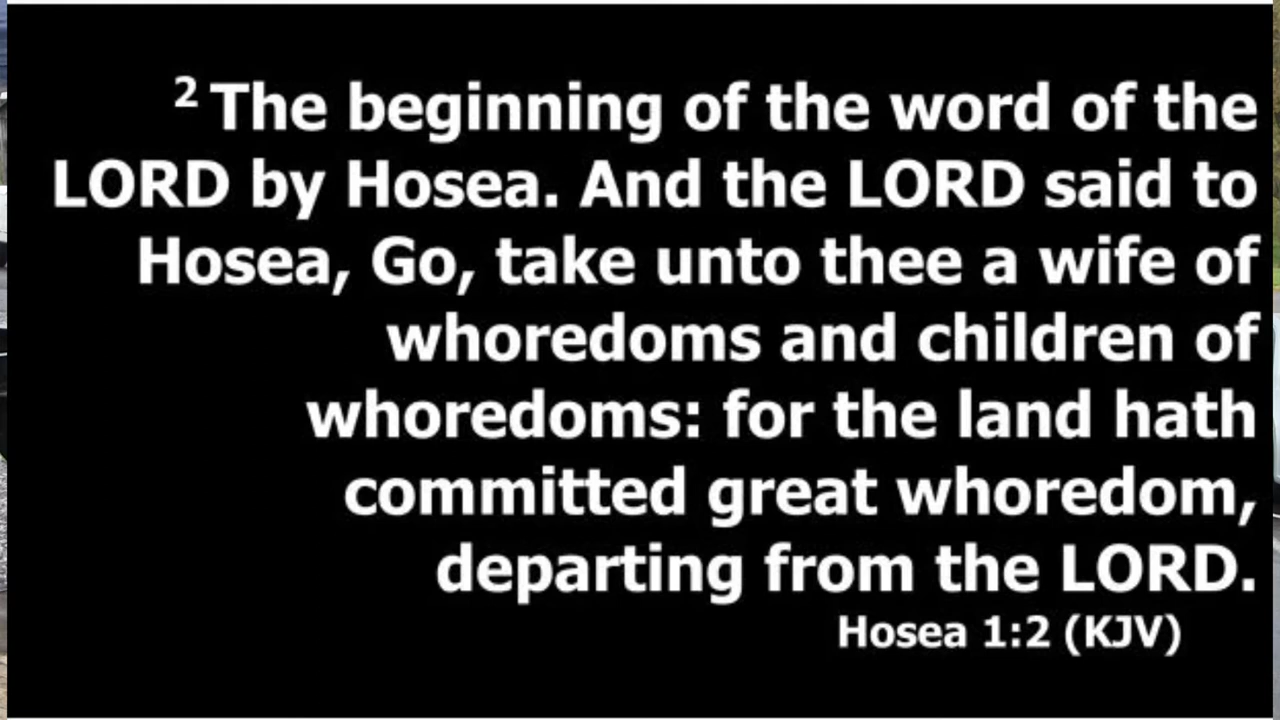 2 The beginning of the word of the
LORD by Hosea. And the LORD said to
Hosea, Go, take unto thee a wife of
whoredoms and children of
whoredoms: for the land hath
committed great whoredom,
departing from the LORD.
Hosea 1:2 (KJV)